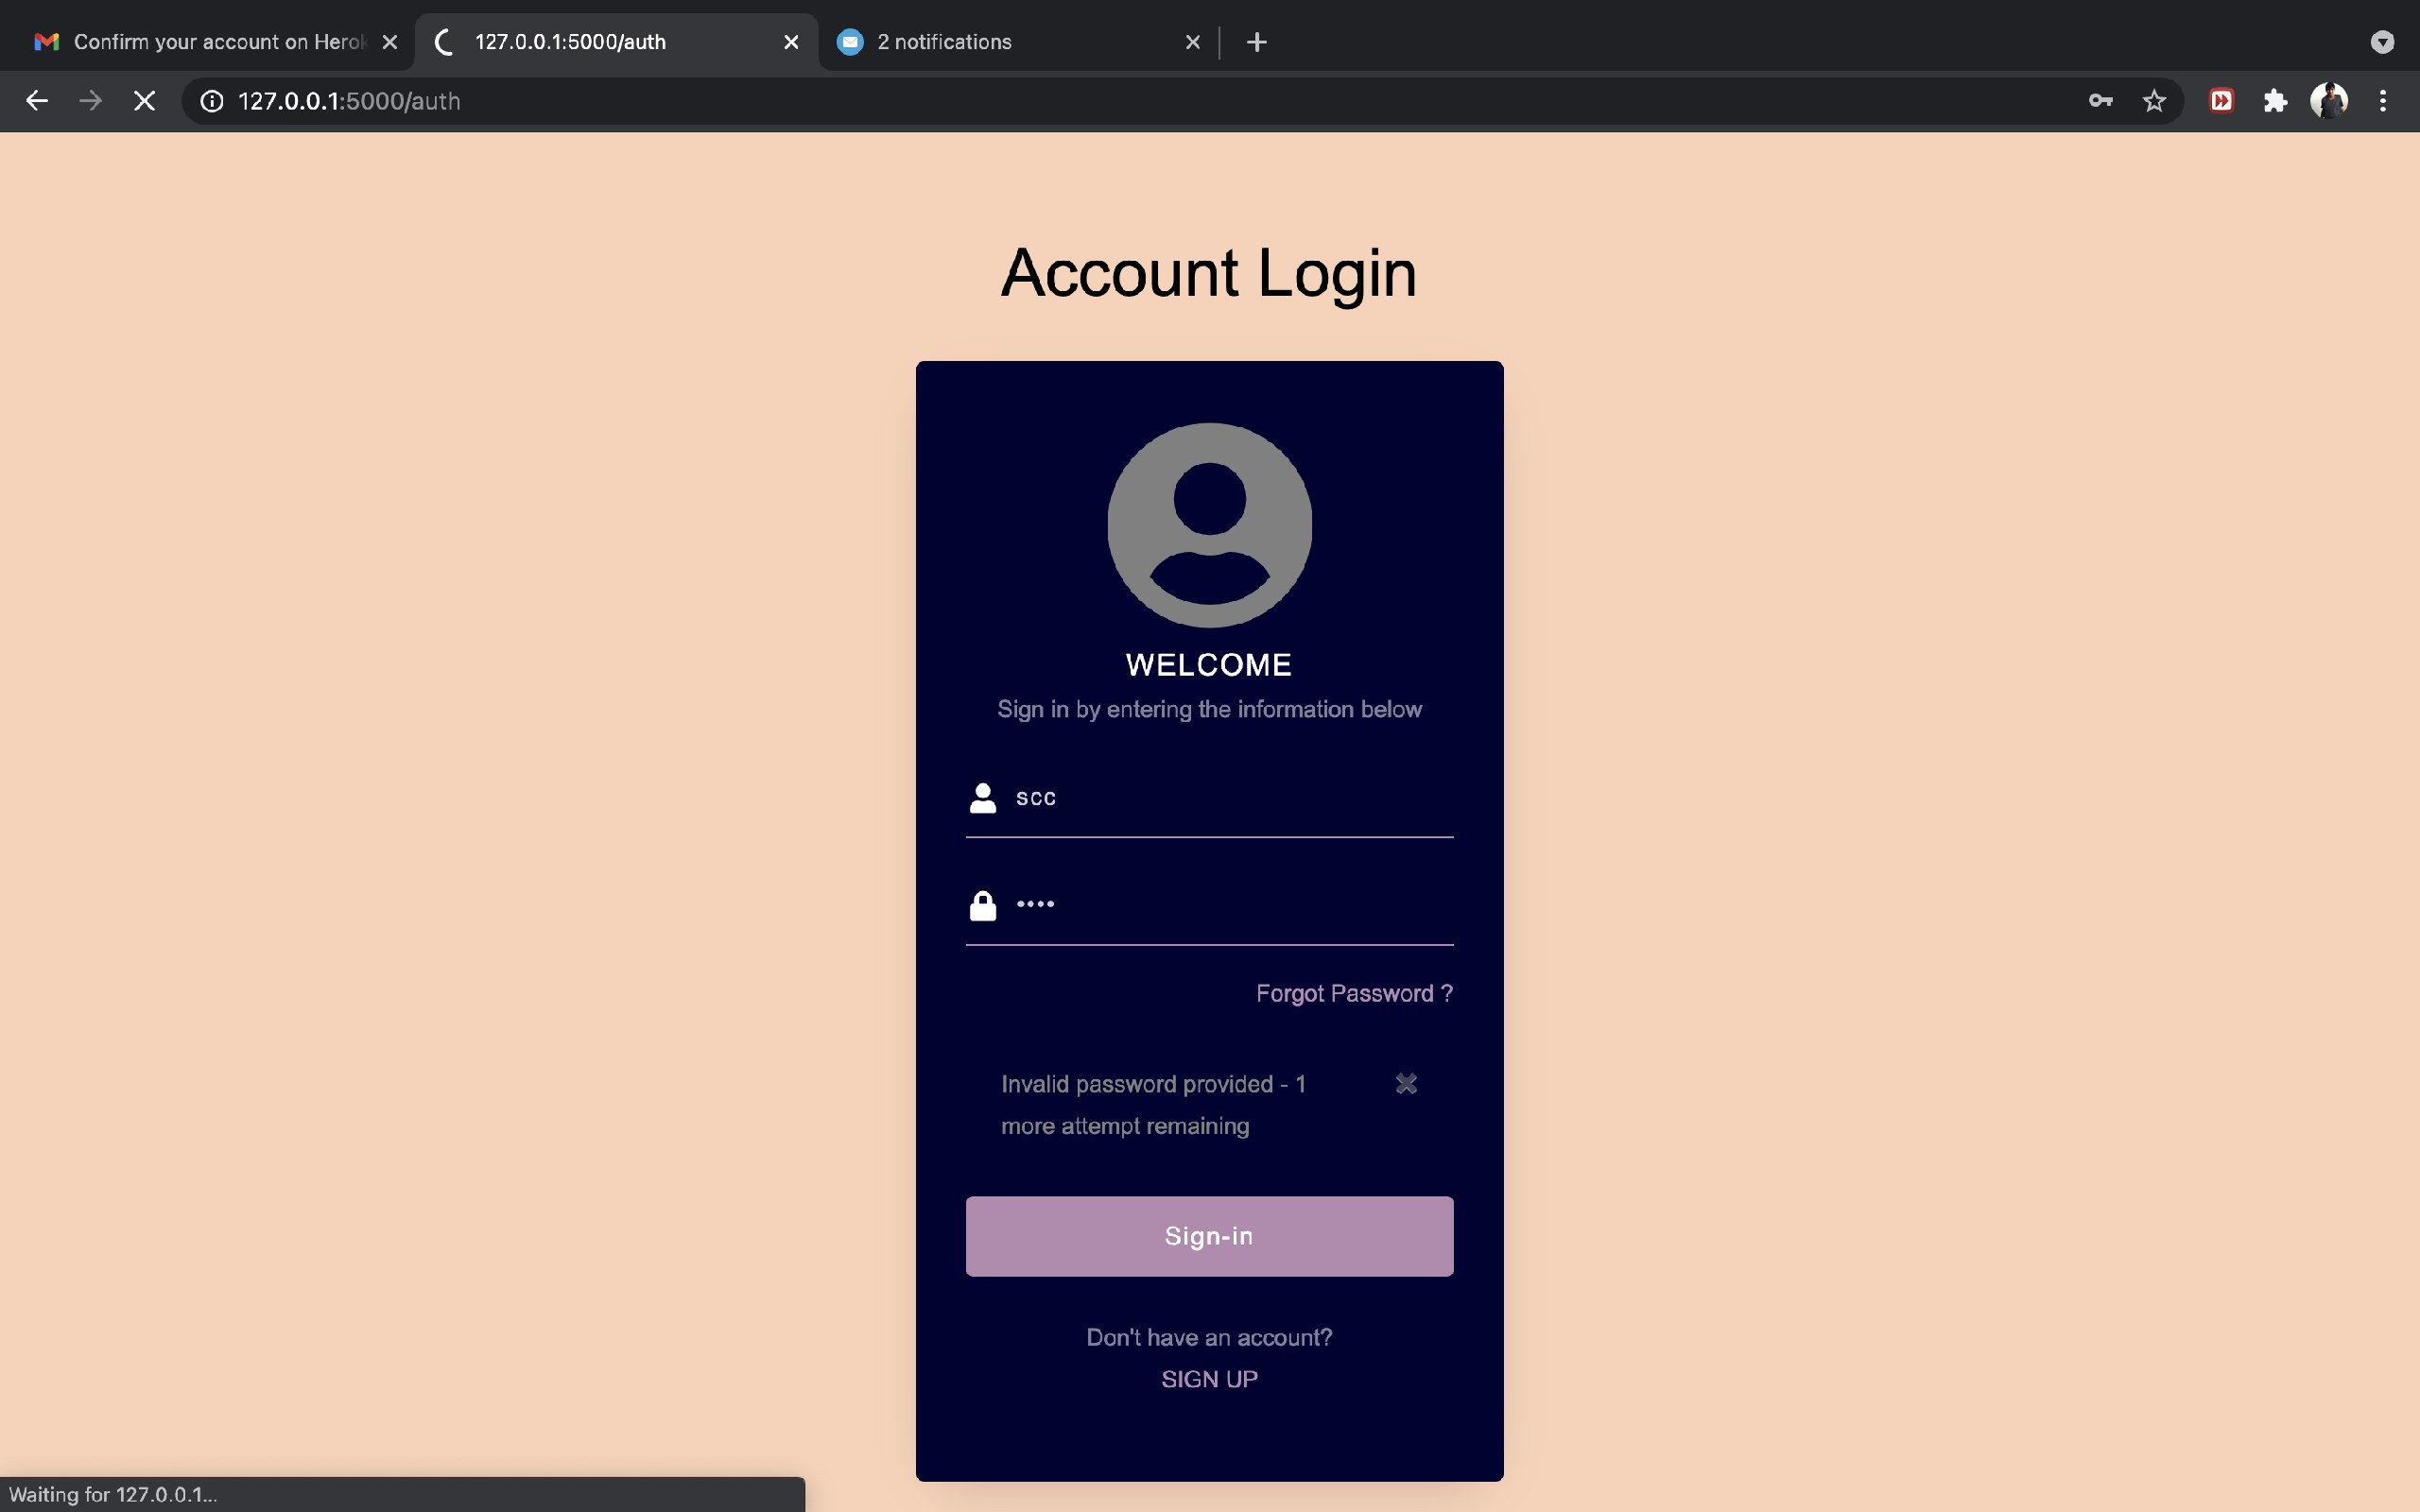 Confirm your account on Herok
127.0.0.1:5000/auth
2 notifications
127.0.0.1:5000/auth
Account Login
WELCOME
Sign in by entering the information below
scc
••••
Forgot Password ?
Invalid password provided - 1
more attempt remaining
Sign-in
Don't have an account?
SIGN UP
Waiting for 127.0.0.1...